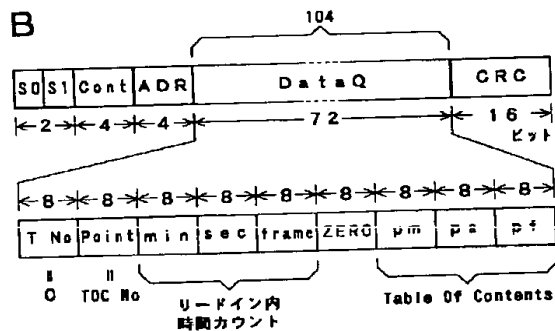 B
104
S0 S1 Cont ADR DataQ CRC
2 4 4 72 16
ビット
8 8 8 8 8 8 8 8 8
T No Point min sec frame ZERO pm ps pf
=
=
0 TOC No リードイン内 Table Of Contents
時間カウント